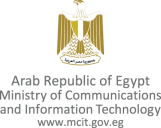 Arab Republic of Egypt
Ministry of Communications
and Information Technology
www.mcit.gov.eg